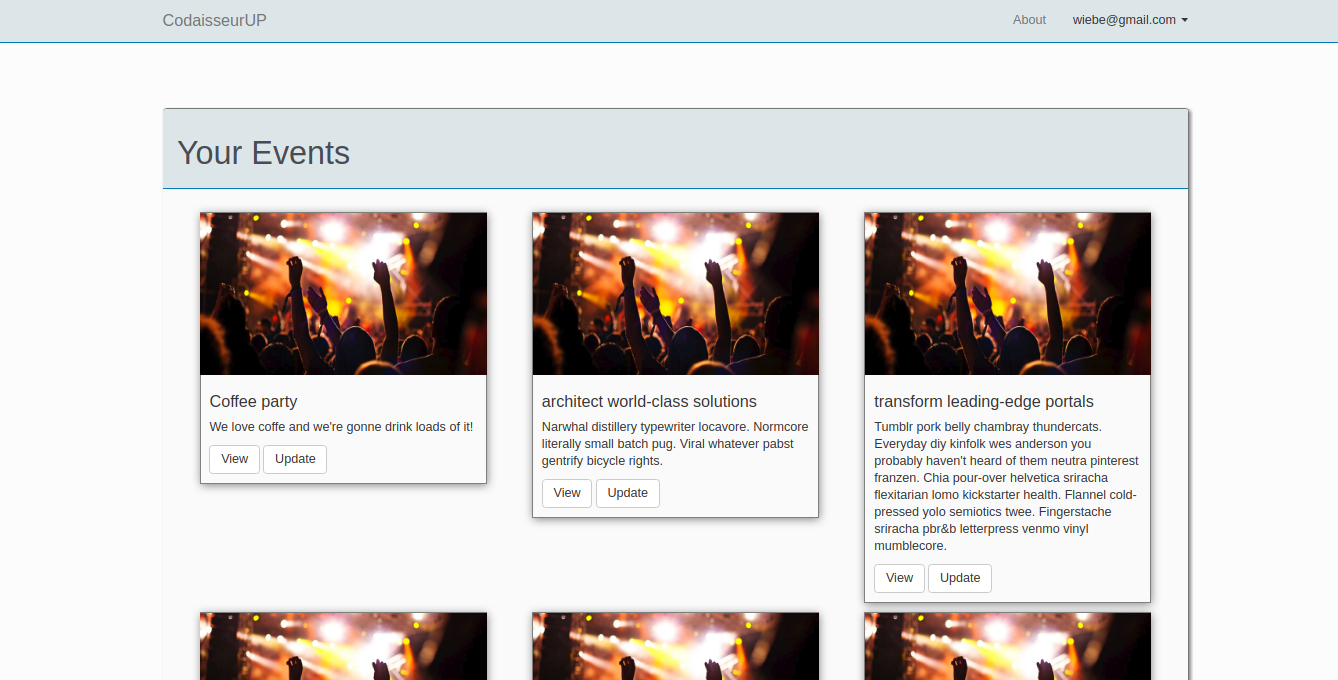 CodaisseurUP
About
wiebe@gmail.com
Your Events
Coffee party
We love coffe and we're gonne drink loads of it!
View
Update
architect world-class solutions
Narwhal distillery typewriter locavore. Normcore
literally small batch pug. Viral whatever pabst
gentrify bicycle rights.
View
Update
transform leading-edge portals
Tumblr pork belly chambray thundercats.
Everyday diy kinfolk wes anderson you
probably haven't heard of them neutra pinterest
franzen. Chia pour-over helvetica sriracha
flexitarian lomo kickstarter health. Flannel cold-
pressed yolo semiotics twee. Fingerstache
sriracha pbr&b letterpress venmo vinyl
mumblecore.
View
Update